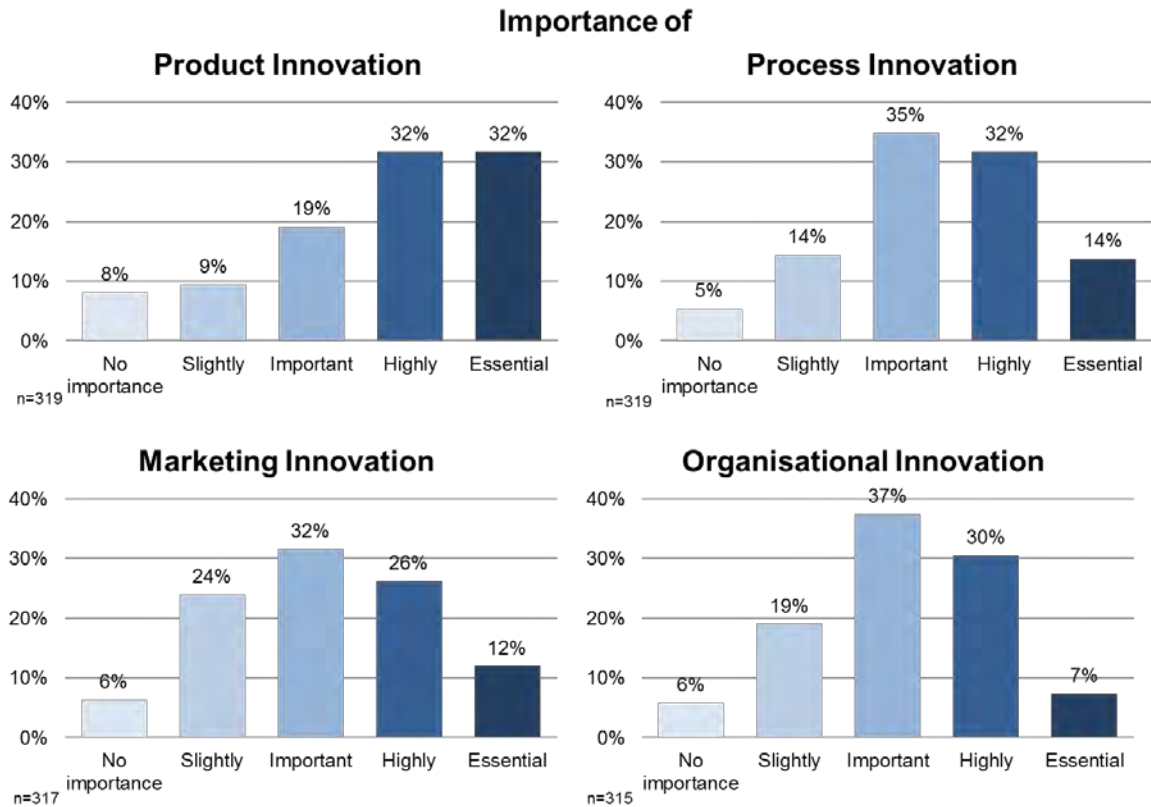 Importance of
Product Innovation
40%
30%
20%
10%
0%
8%
9%
19%
32%
32%
No importance
Slightly
Important
Highly
Essential
n=319
Process Innovation
40%
30%
20%
10%
0%
5%
14%
35%
32%
14%
No importance
Slightly
Important
Highly
Essential
n=319
Marketing Innovation
40%
30%
20%
10%
0%
6%
24%
32%
26%
12%
No importance
Slightly
Important
Highly
Essential
n=317
Organisational Innovation
40%
30%
20%
10%
0%
6%
19%
37%
30%
7%
No importance
Slightly
Important
Highly
Essential
n=315